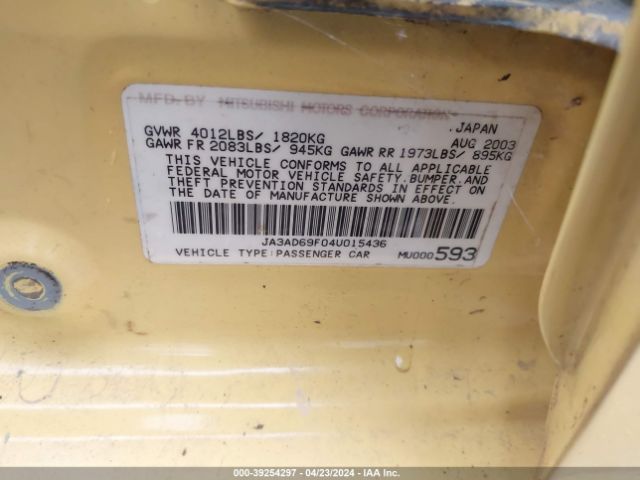 MFD. BY MITSUBISHI MOTORS CORPORATION
, JAPAN
GVWR 4012LBS/ 1820KG
AUG 2003
GAWR FR 2083LBS/ 945KG GAWR RR 1973LBS/ 895KG
THIS VEHICLE CONFORMS TO ALL APPLICABLE
FEDERAL MOTOR VEHICLE SAFETY.BUMPER.AND
THEFT PREVENTION STANDARDS IN EFFECT ON
THE DATE OF MANUFACTURE SHOWN ABOVE.
JA3AD69F04U015436
VEHICLE TYPE:PASSENGER CAR
MU000593
000-39254297 - 04/23/2024 - IAA Inc.